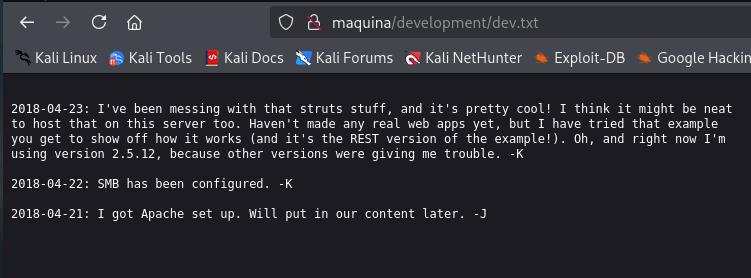 maquina/development/dev.txt
Kali Linux Kali Tools Kali Docs Kali Forums Kali NetHunter Exploit-DB Google Hackin
2018-04-23: I've been messing with that struts stuff, and it's pretty cool! I think it might be neat
to host that on this server too. Haven't made any real web apps yet, but I have tried that example
you get to show off how it works (and it's the REST version of the example!). Oh, and right now I'm
using version 2.5.12, because other versions were giving me trouble. -K
2018-04-22: SMB has been configured. -K
2018-04-21: I got Apache set up. Will put in our content later. -J